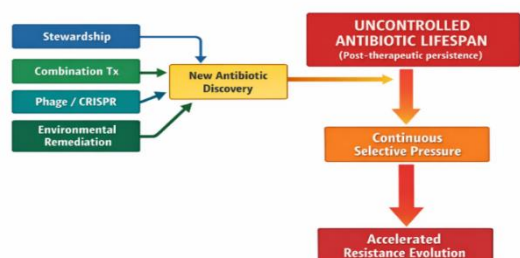 Stewardship
Combination Tx
Phage / CRISPR
Environmental
Remediation
New Antibiotic
Discovery
UNCONTROLLED
ANTIBIOTIC LIFESPAN
(Post-therapeutic persistence)
Continuous
Selective Pressure
Accelerated
Resistance Evolution